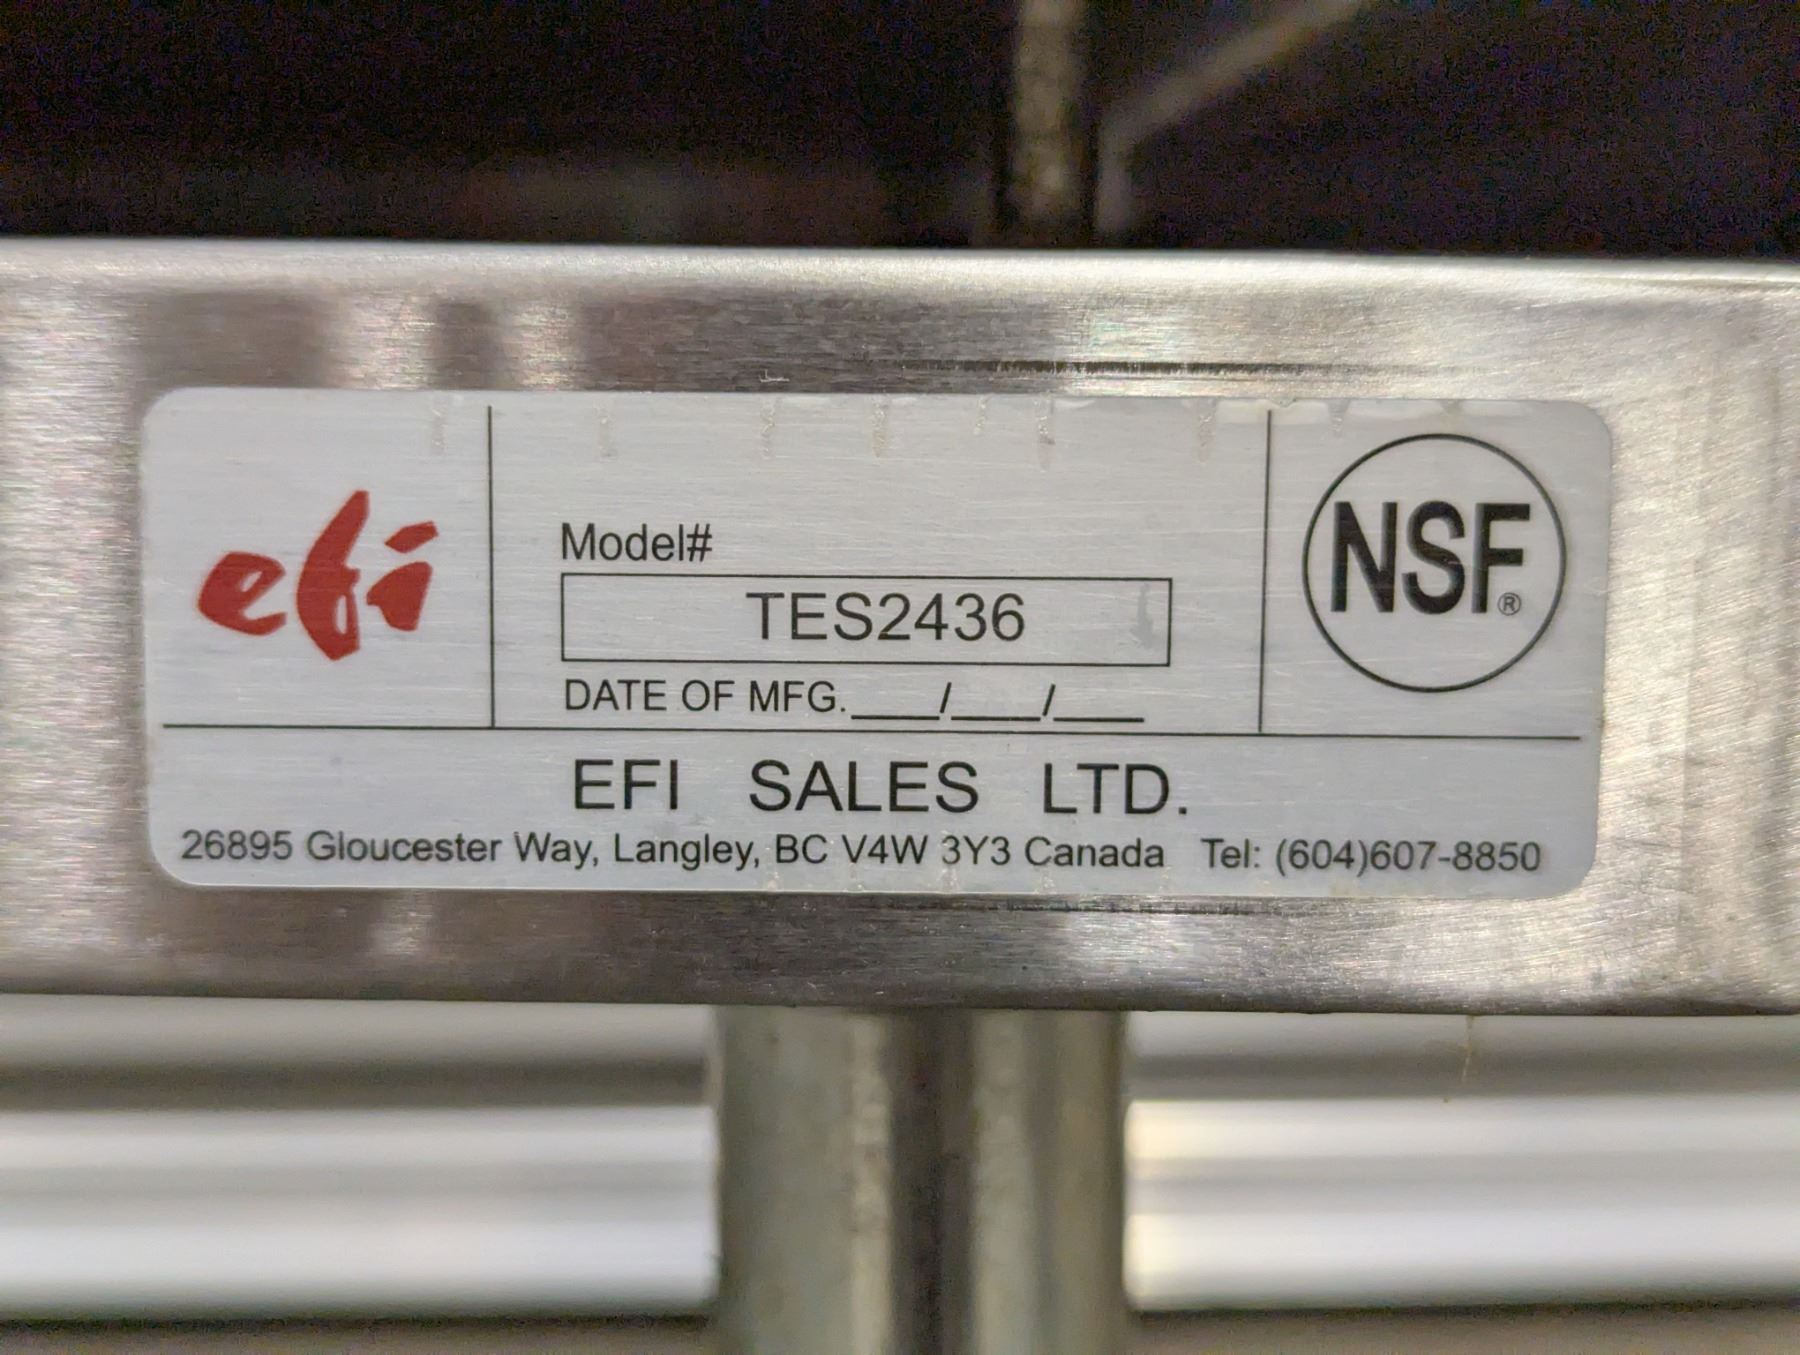 efi
Model#
TES2436
DATE OF MFG.___/___/___
NSF®
EFI SALES LTD.
26895 Gloucester Way, Langley, BC V4W 3Y3 Canada Tel: (604)607-8850